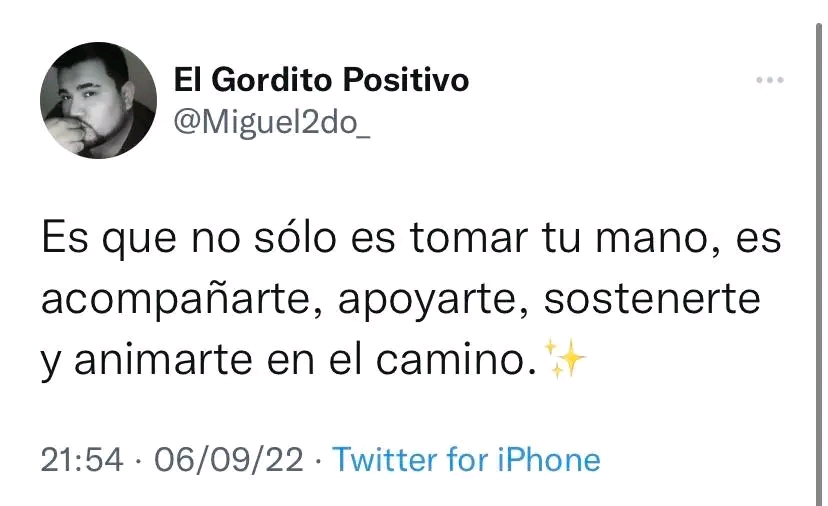 El Gordito Positivo
@Miguel2do_
Es que no sólo es tomar tu mano, es
acompañarte, apoyarte, sostenerte
y animarte en el camino.✨
21:54 · 06/09/22 · Twitter for iPhone